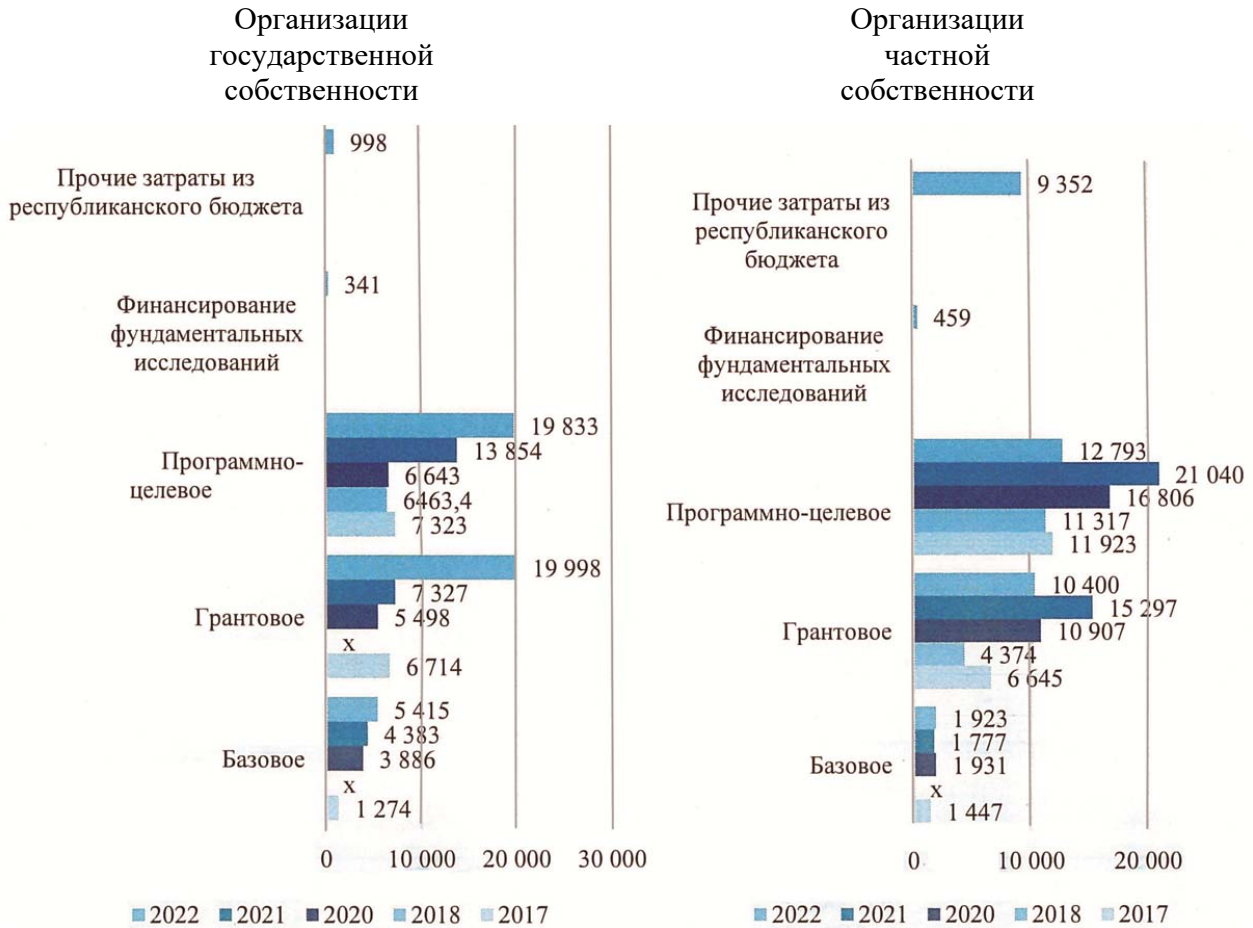 Организации
государственной
собственности
998
Прочие затраты из
республиканского бюджета
341
Финансирование
фундаментальных
исследований
19 833
13 854
Программно-
целевое
6 643
6463,4
7 323
19 998
7 327
Грантовое
5 498
x
6 714
5 415
4 383
Базовое
3 886
x
1 274
0 10 000 20 000 30 000
2022 2021 2020 2018 2017
Организации
частной
собственности
9 352
Прочие затраты из
республиканского
бюджета
459
Финансирование
фундаментальных
исследований
12 793
21 040
16 806
Программно-целевое
11 317
11 923
10 400
15 297
Грантовое
10 907
4 374
6 645
1 923
1 777
Базовое
1 931
x
1 447
0 10 000 20 000
2022 2021 2020 2018 2017